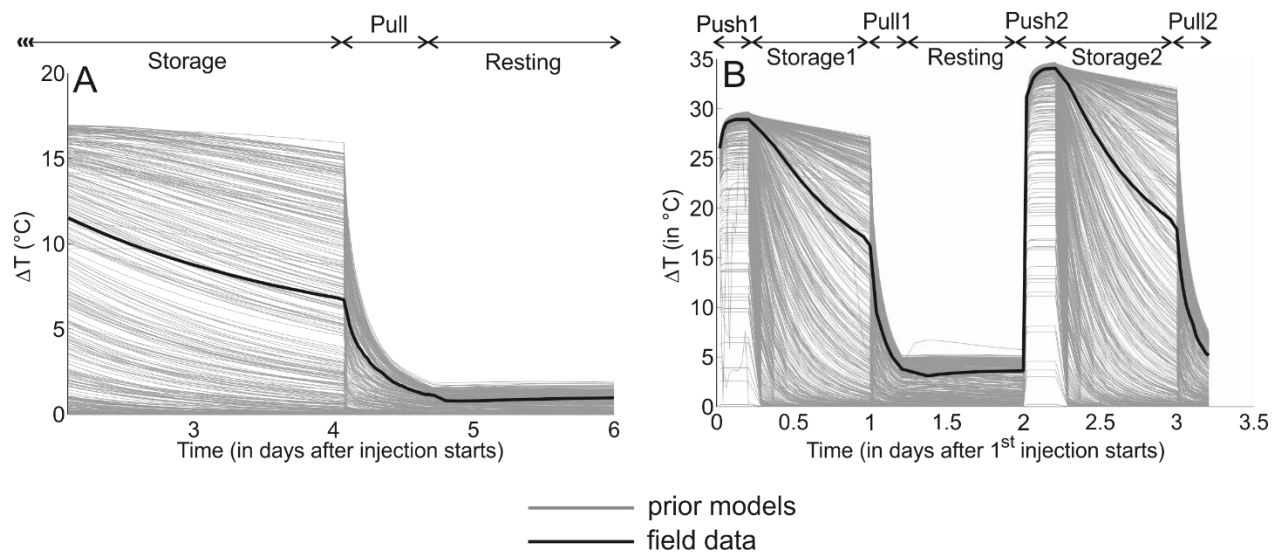 Pull
Storage
Resting
A
20
15
10
5
0
ΔT (°C)
3
4
5
6
Time (in days after injection starts)
Push1
Pull1
Push2
Pull2
Storage1
Resting
Storage2
B
35
30
25
20
15
10
5
0
ΔT (in °C)
0
0.5
1
1.5
2
2.5
3
3.5
Time (in days after 1st injection starts)
prior models
field data